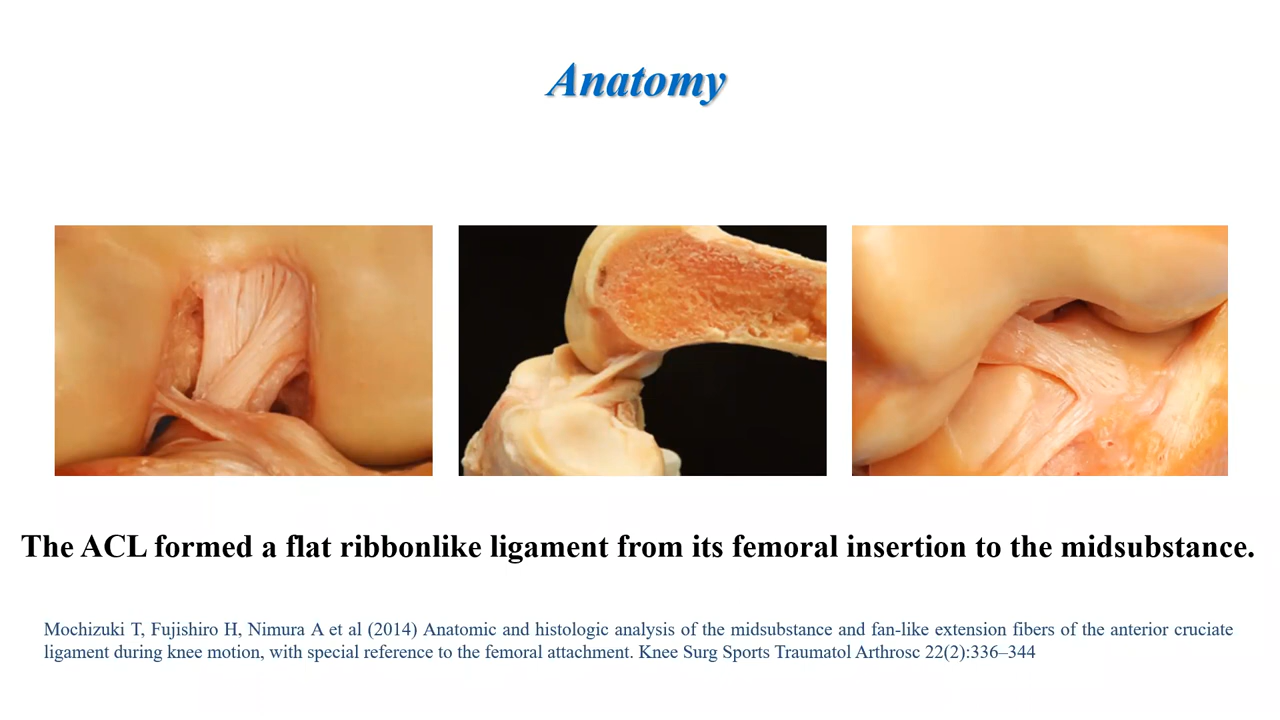 Anatomy
The ACL formed a flat ribbonlike ligament from its femoral insertion to the midsubstance.
Mochizuki T, Fujishiro H, Nimura A et al (2014) Anatomic and histologic analysis of the midsubstance and fan-like extension fibers of the anterior cruciate
ligament during knee motion, with special reference to the femoral attachment. Knee Surg Sports Traumatol Arthrosc 22(2):336–344